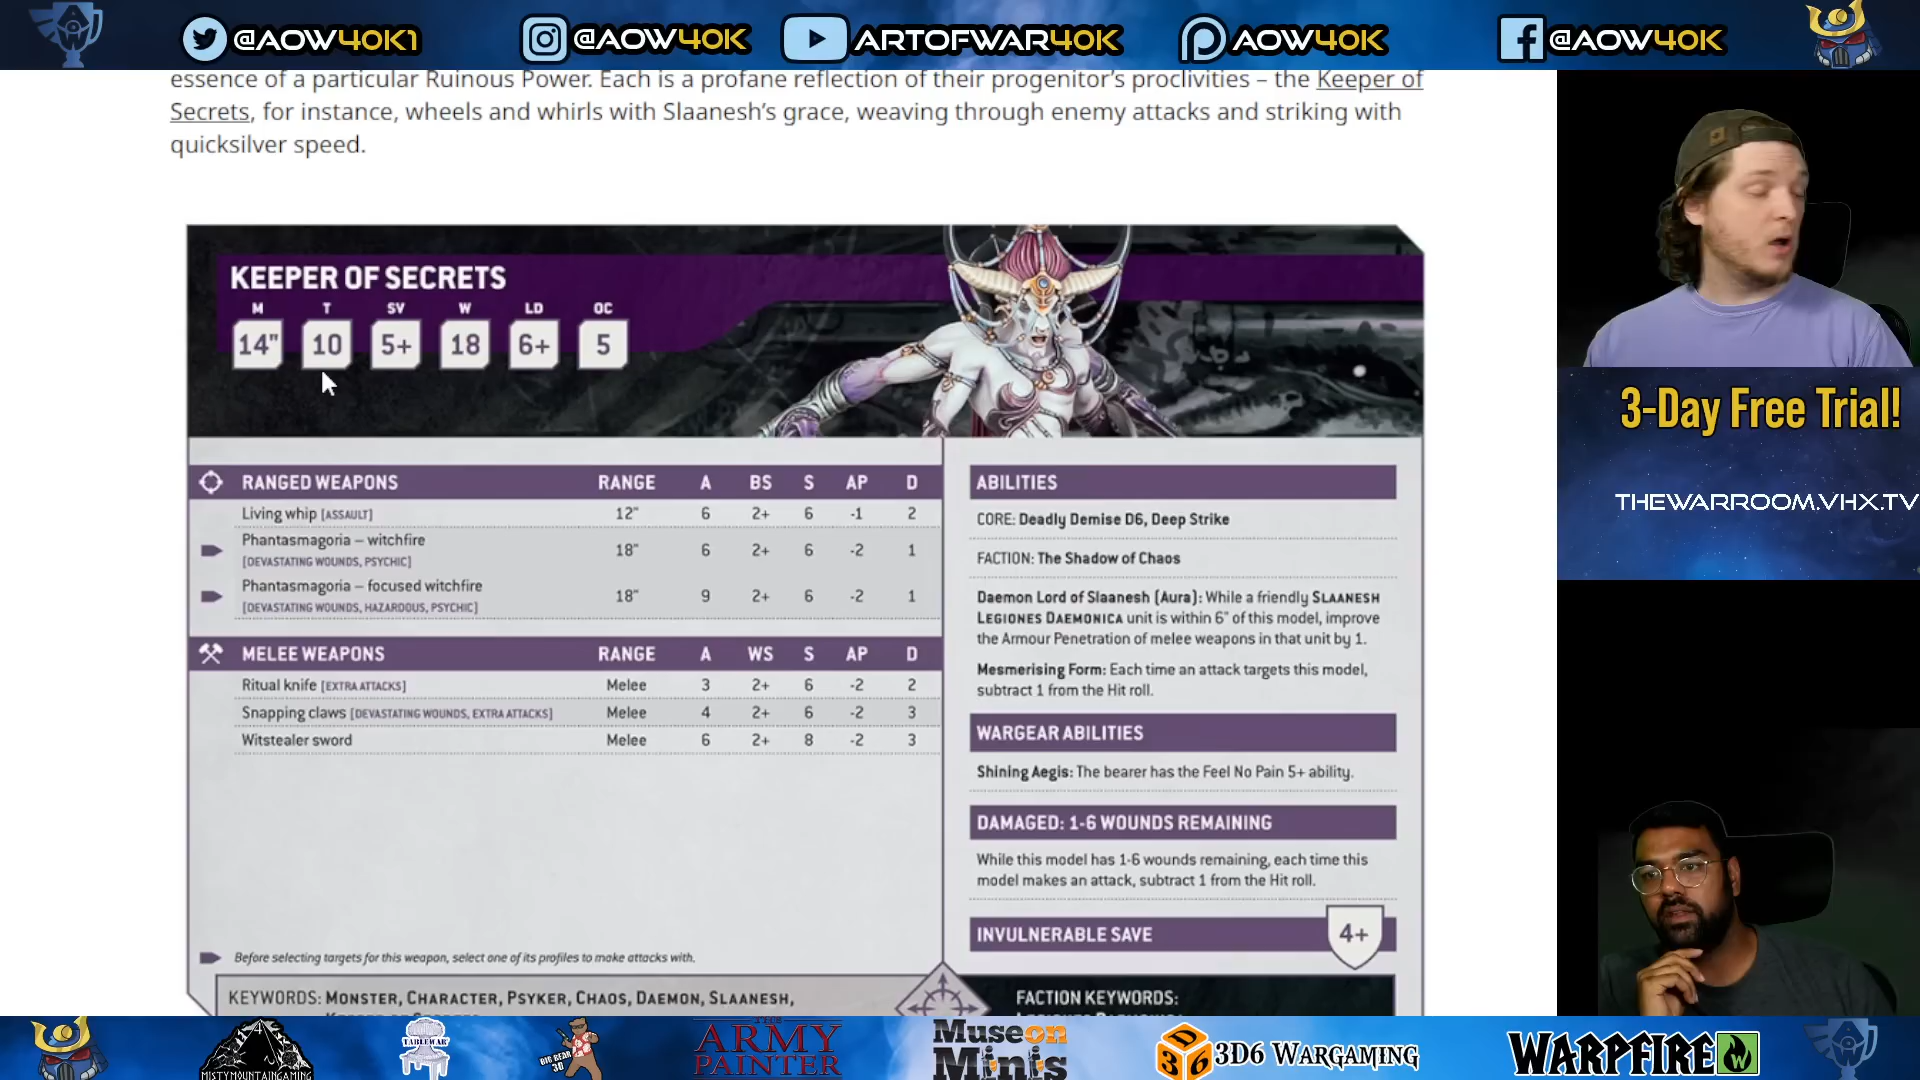 @AOW40K1
@AOW40K
ARTOFWAR40K
AOW40K
@AOW40K
essence of a particular Ruinous Power. Each is a profane reflection of their progenitor's proclivities – the Keeper of
Secrets, for instance, wheels and whirls with Slaanesh's grace, weaving through enemy attacks and striking with
quicksilver speed.
KEEPER OF SECRETS
M T SV W LD OC
14" 10 5+ 18 6+ 5
RANGED WEAPONS RANGE A BS S AP D
Living whip [ASSAULT] 12" 6 2+ 6 -1 2
Phantasmagoria – witchfire
[DEVASTATING WOUNDS, PSYCHIC] 18" 6 2+ 6 -2 1
Phantasmagoria – focused witchfire
[DEVASTATING WOUNDS, HAZARDOUS, PSYCHIC] 18" 9 2+ 6 -2 1
MELEE WEAPONS RANGE A WS S AP D
Ritual knife [EXTRA ATTACKS] Melee 3 2+ 6 -2 2
Snapping claws [DEVASTATING WOUNDS, EXTRA ATTACKS] Melee 4 2+ 6 -2 3
Witstealer sword Melee 6 2+ 8 -2 3
Before selecting targets for this weapon, select one of its profiles to make attacks with.
KEYWORDS: MONSTER, CHARACTER, PSYKER, CHAOS, DAEMON, SLAANESH,
ABILITIES
CORE: Deadly Demise D6, Deep Strike
FACTION: The Shadow of Chaos
Daemon Lord of Slaanesh (Aura): While a friendly SLAANESH
LEGIONES DAEMONICA unit is within 6" of this model, improve
the Armour Penetration of melee weapons in that unit by 1.
Mesmerising Form: Each time an attack targets this model,
subtract 1 from the Hit roll.
WARGEAR ABILITIES
Shining Aegis: The bearer has the Feel No Pain 5+ ability.
DAMAGED: 1-6 WOUNDS REMAINING
While this model has 1-6 wounds remaining, each time this
model makes an attack, subtract 1 from the Hit roll.
INVULNERABLE SAVE 4+
FACTION KEYWORDS:
3-Day Free Trial!
THEWARROOM.VHX.TV
MISTYMOUNTAINGAMING
TABLEWAR
BIG BEAR
3D
THE
ARMY
PAINTER
Museon
Minis
D
3 6
3D6 WARGAMING
WARPFIRE